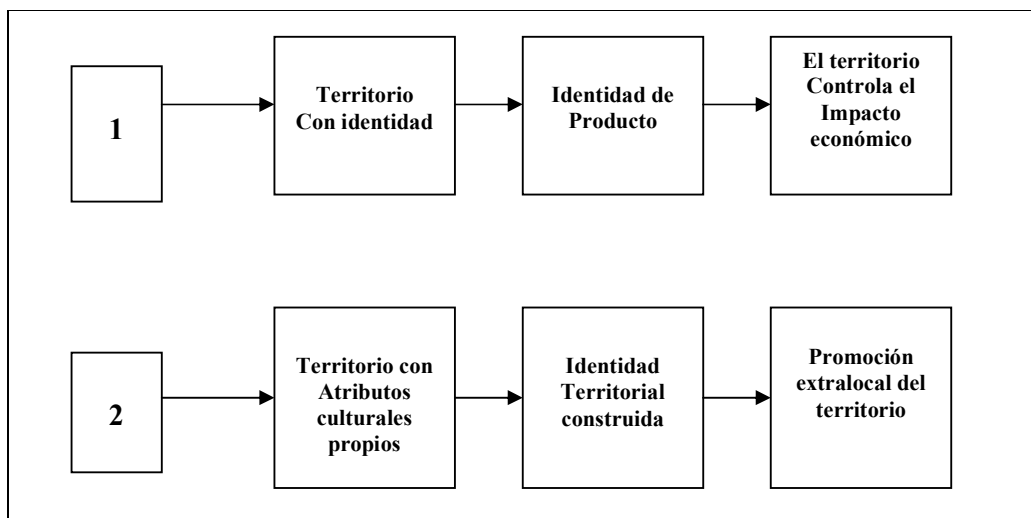 1
Territorio
Con identidad
Identidad de
Producto
El territorio
Controla el
Impacto
económico
2
Territorio con
Atributos
culturales
propios
Identidad
Territorial
construida
Promoción
extralocal del
territorio